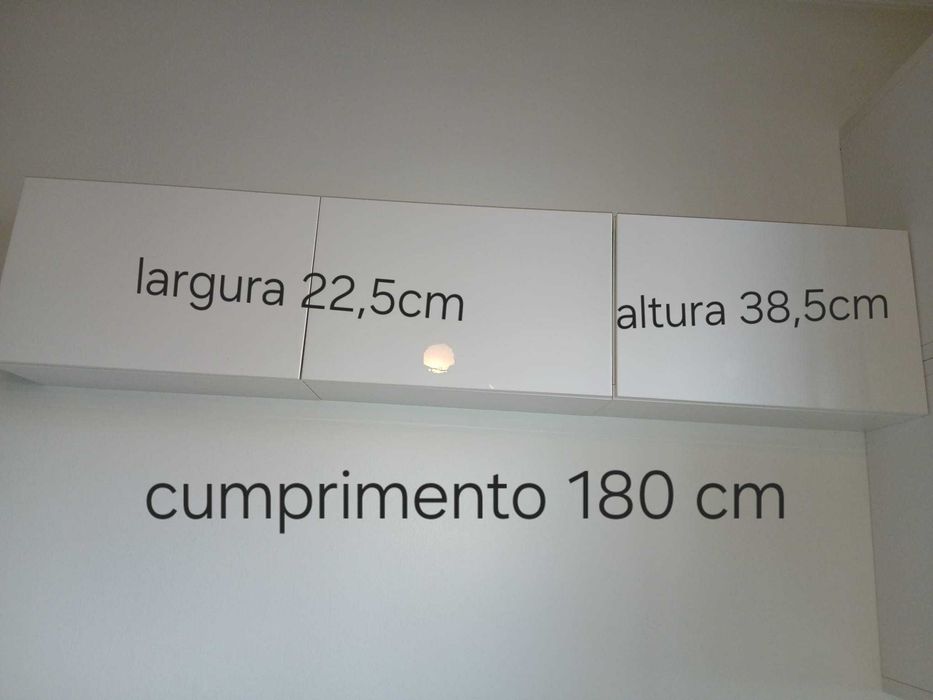 largura 22,5cm
altura 38,5cm
cumprimento 180 cm